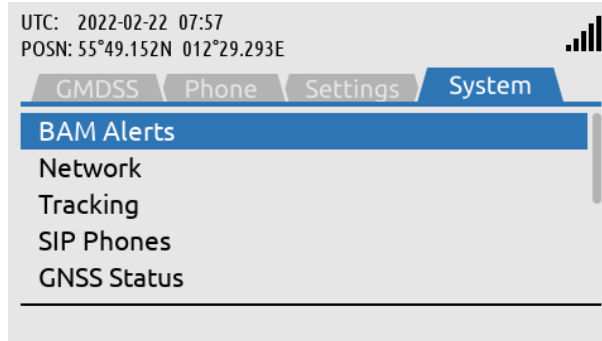 UTC: 2022-02-22 07:57
POSN: 55°49.152N 012°29.293E
GMDSS Phone Settings System
BAM Alerts
Network
Tracking
SIP Phones
GNSS Status